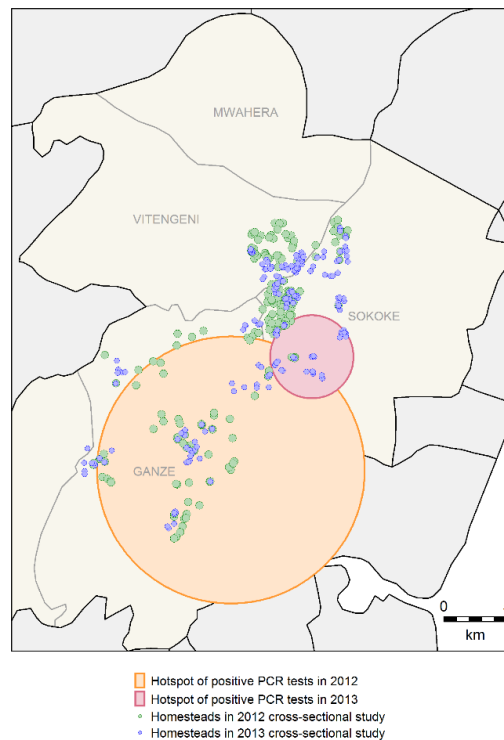 MWAHERA
VITENGENI
SOKOKE
GANZE
0
km
Hotspot of positive PCR tests in 2012
Hotspot of positive PCR tests in 2013
Homesteads in 2012 cross-sectional study
Homesteads in 2013 cross-sectional study